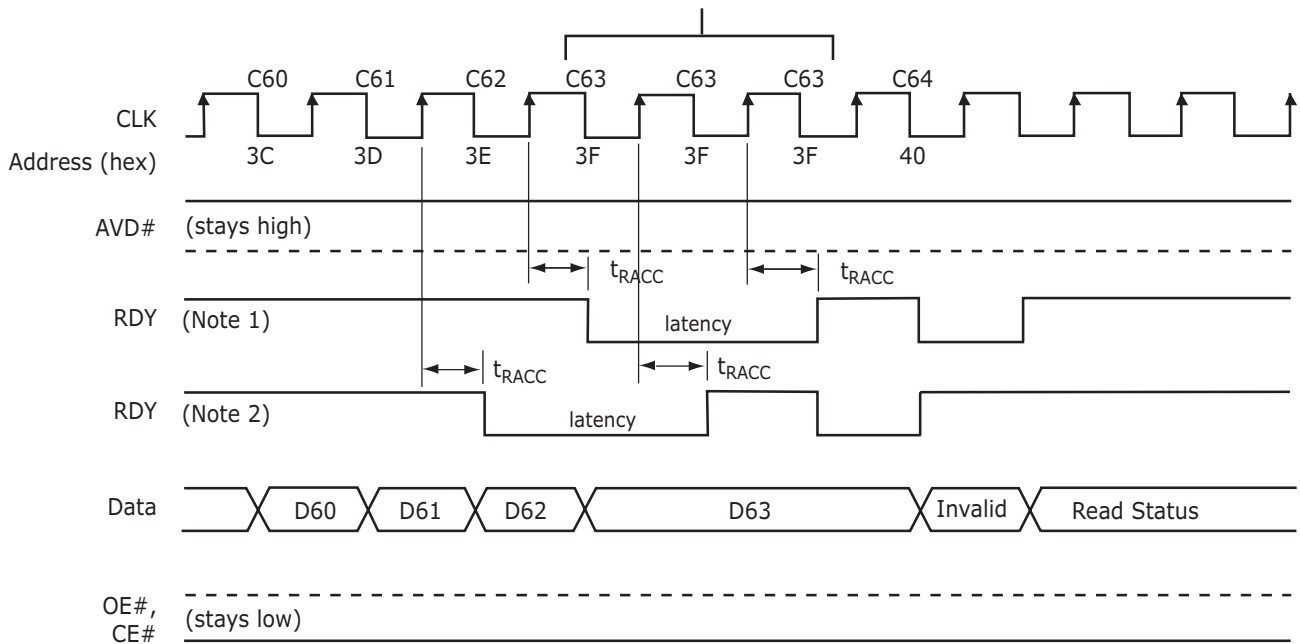 C60 C61 C62 C63 C63 C63 C64
CLK
Address (hex) 3C 3D 3E 3F 3F 3F 40
AVD# (stays high)
tRACC tRACC
RDY (Note 1) latency
tRACC tRACC
RDY (Note 2) latency
Data D60 D61 D62 D63 Invalid Read Status
OE#,
CE# (stays low)